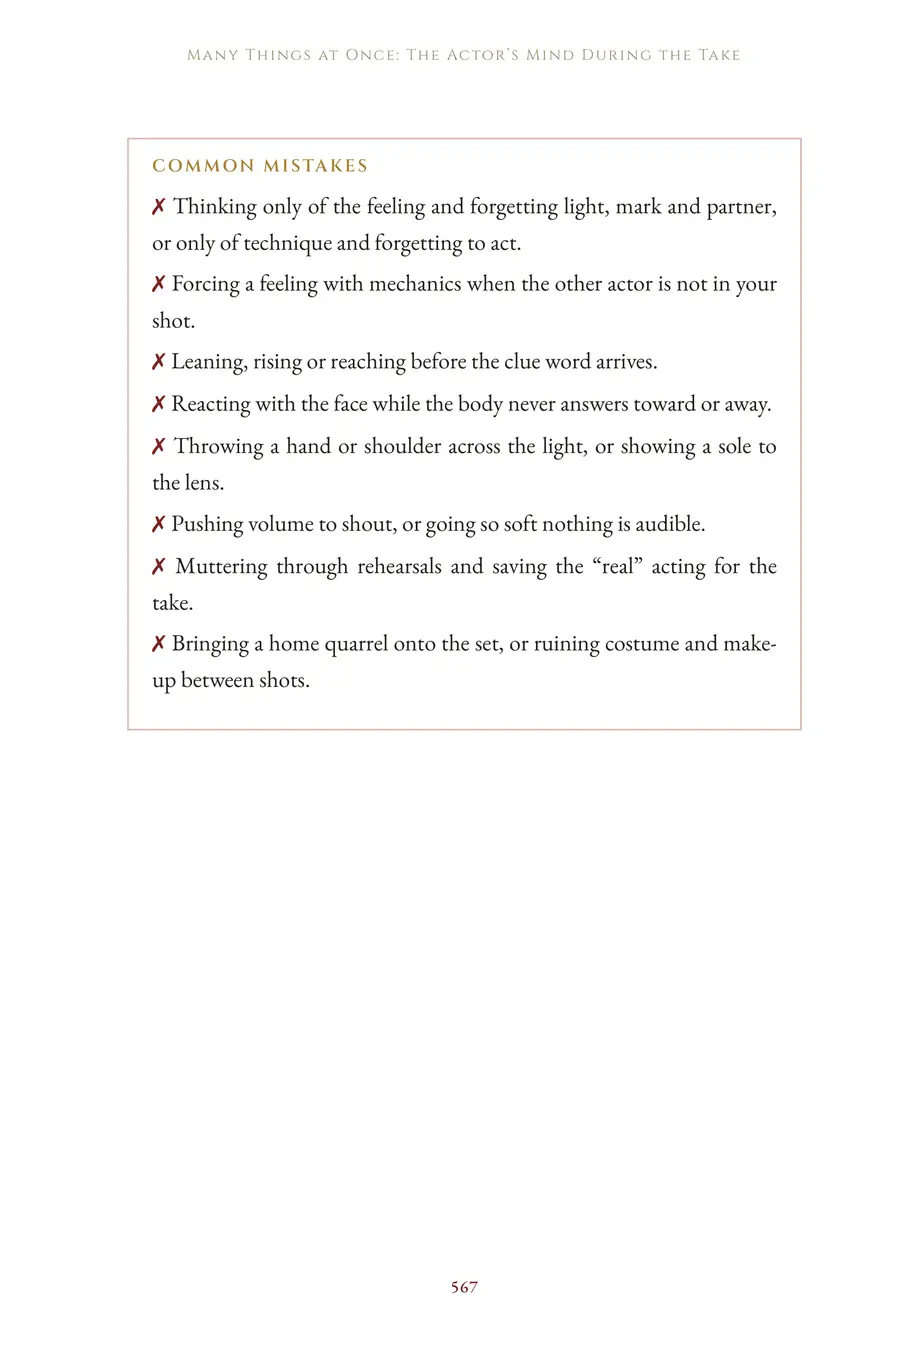 Many Things at Once: The Actor's Mind During the Take
COMMON MISTAKES
✗ Thinking only of the feeling and forgetting light, mark and partner,
or only of technique and forgetting to act.
✗ Forcing a feeling with mechanics when the other actor is not in your
shot.
✗ Leaning, rising or reaching before the clue word arrives.
✗ Reacting with the face while the body never answers toward or away.
✗ Throwing a hand or shoulder across the light, or showing a sole to
the lens.
✗ Pushing volume to shout, or going so soft nothing is audible.
✗ Muttering through rehearsals and saving the “real” acting for the
take.
✗ Bringing a home quarrel onto the set, or ruining costume and make-
up between shots.
567